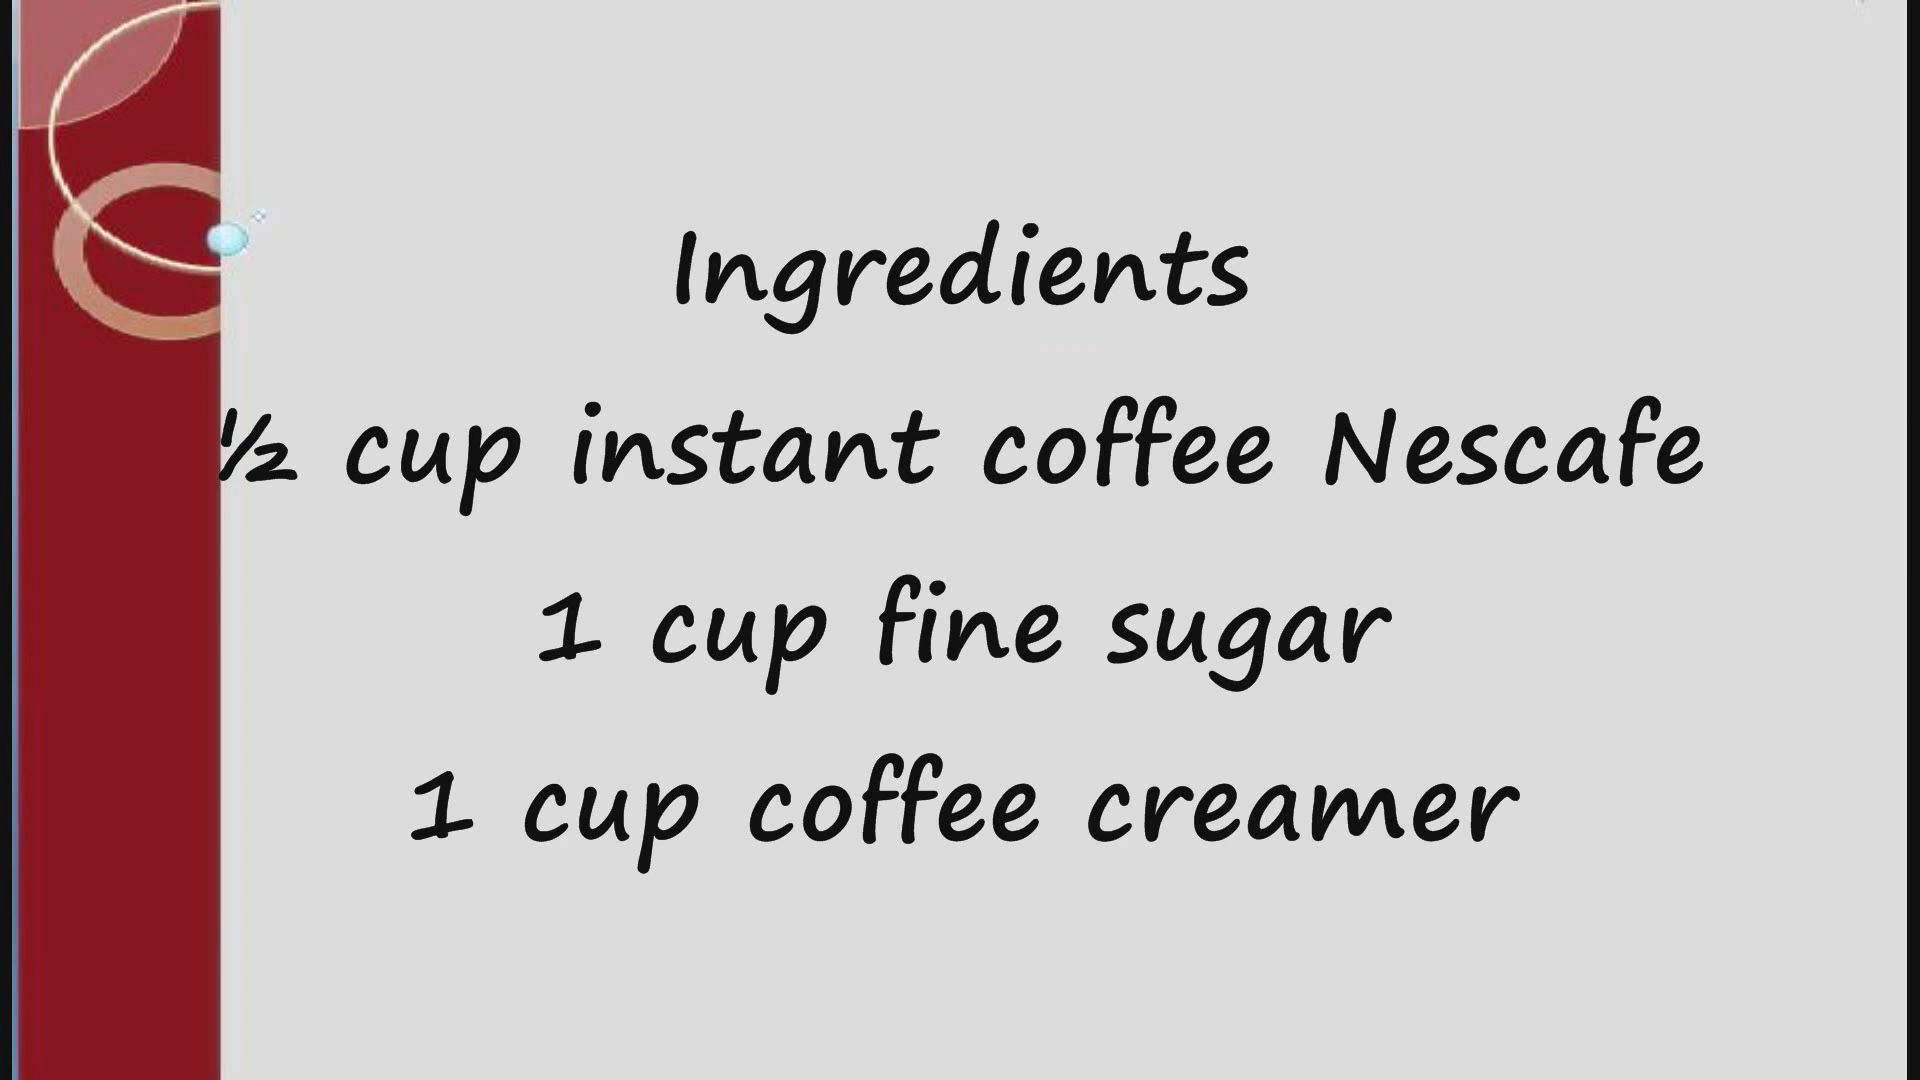 Ingredients
½ cup instant coffee Nescafe
1 cup fine sugar
1 cup coffee creamer